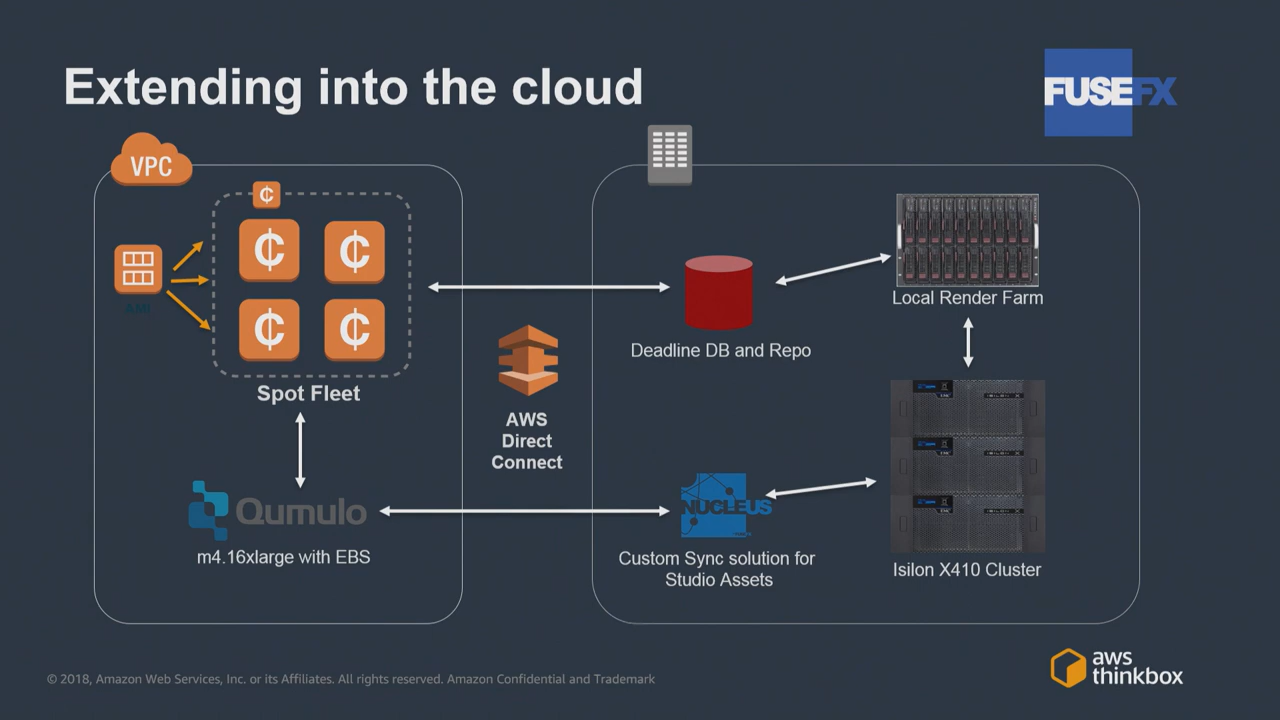 Extending into the cloud
FUSEFX
VPC
AMI
Spot Fleet
Qumulo
m4.16xlarge with EBS
AWS
Direct
Connect
Deadline DB and Repo
Local Render Farm
NUCLEUS
Custom Sync solution for
Studio Assets
Isilon X410 Cluster
© 2018, Amazon Web Services, Inc. or its Affiliates. All rights reserved. Amazon Confidential and Trademark
aws
thinkbox